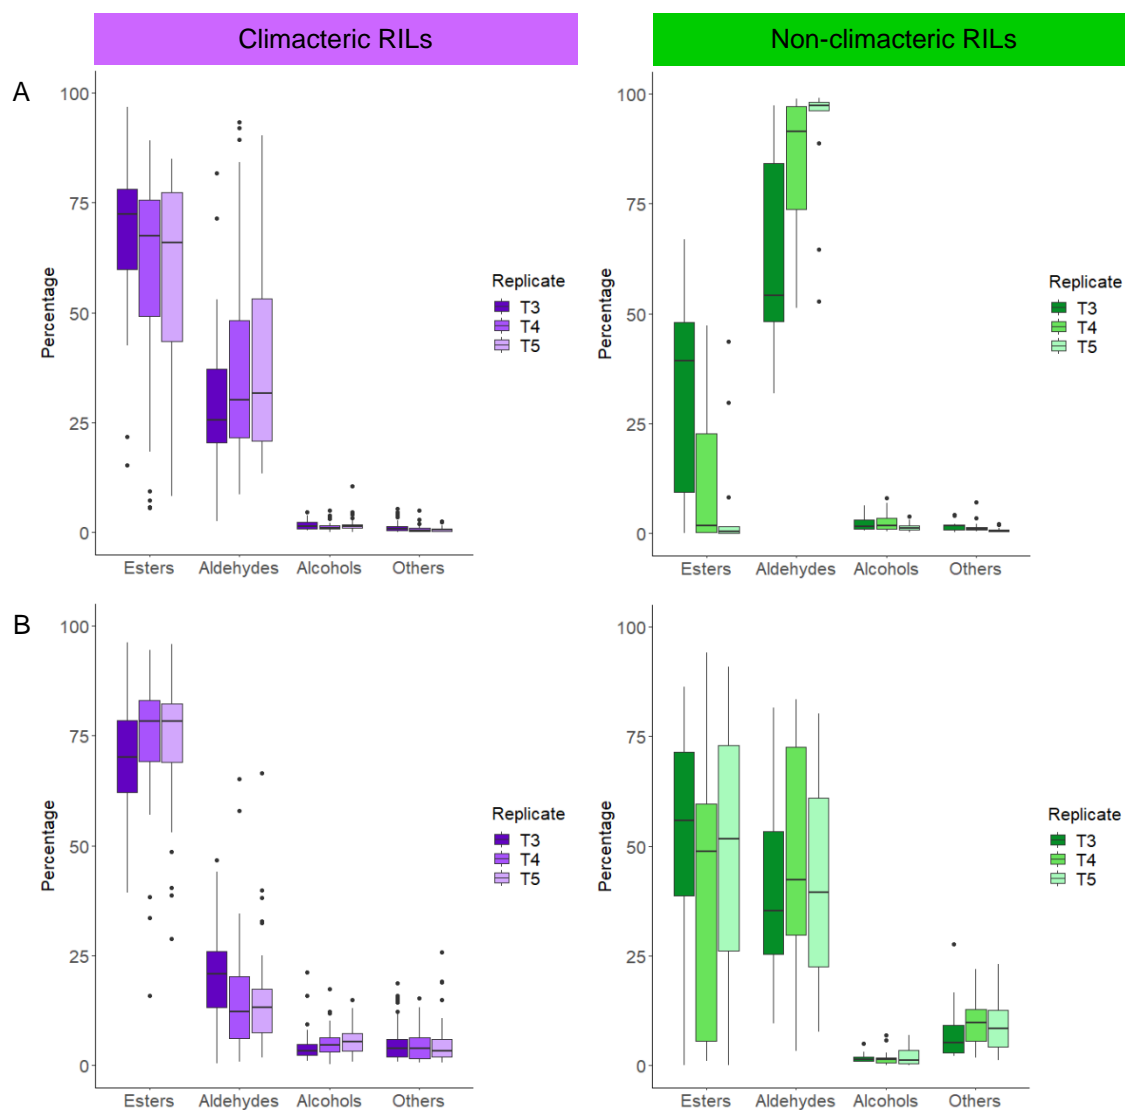 Climacteric RILs
Non-climacteric RILs
A
100
75
50
25
0
Percentage
Esters Aldehydes Alcohols Others
Replicate
T3
T4
T5
100
75
50
25
0
Percentage
Esters Aldehydes Alcohols Others
Replicate
T3
T4
T5
B
100
75
50
25
0
Percentage
Esters Aldehydes Alcohols Others
Replicate
T3
T4
T5
100
75
50
25
0
Percentage
Esters Aldehydes Alcohols Others
Replicate
T3
T4
T5